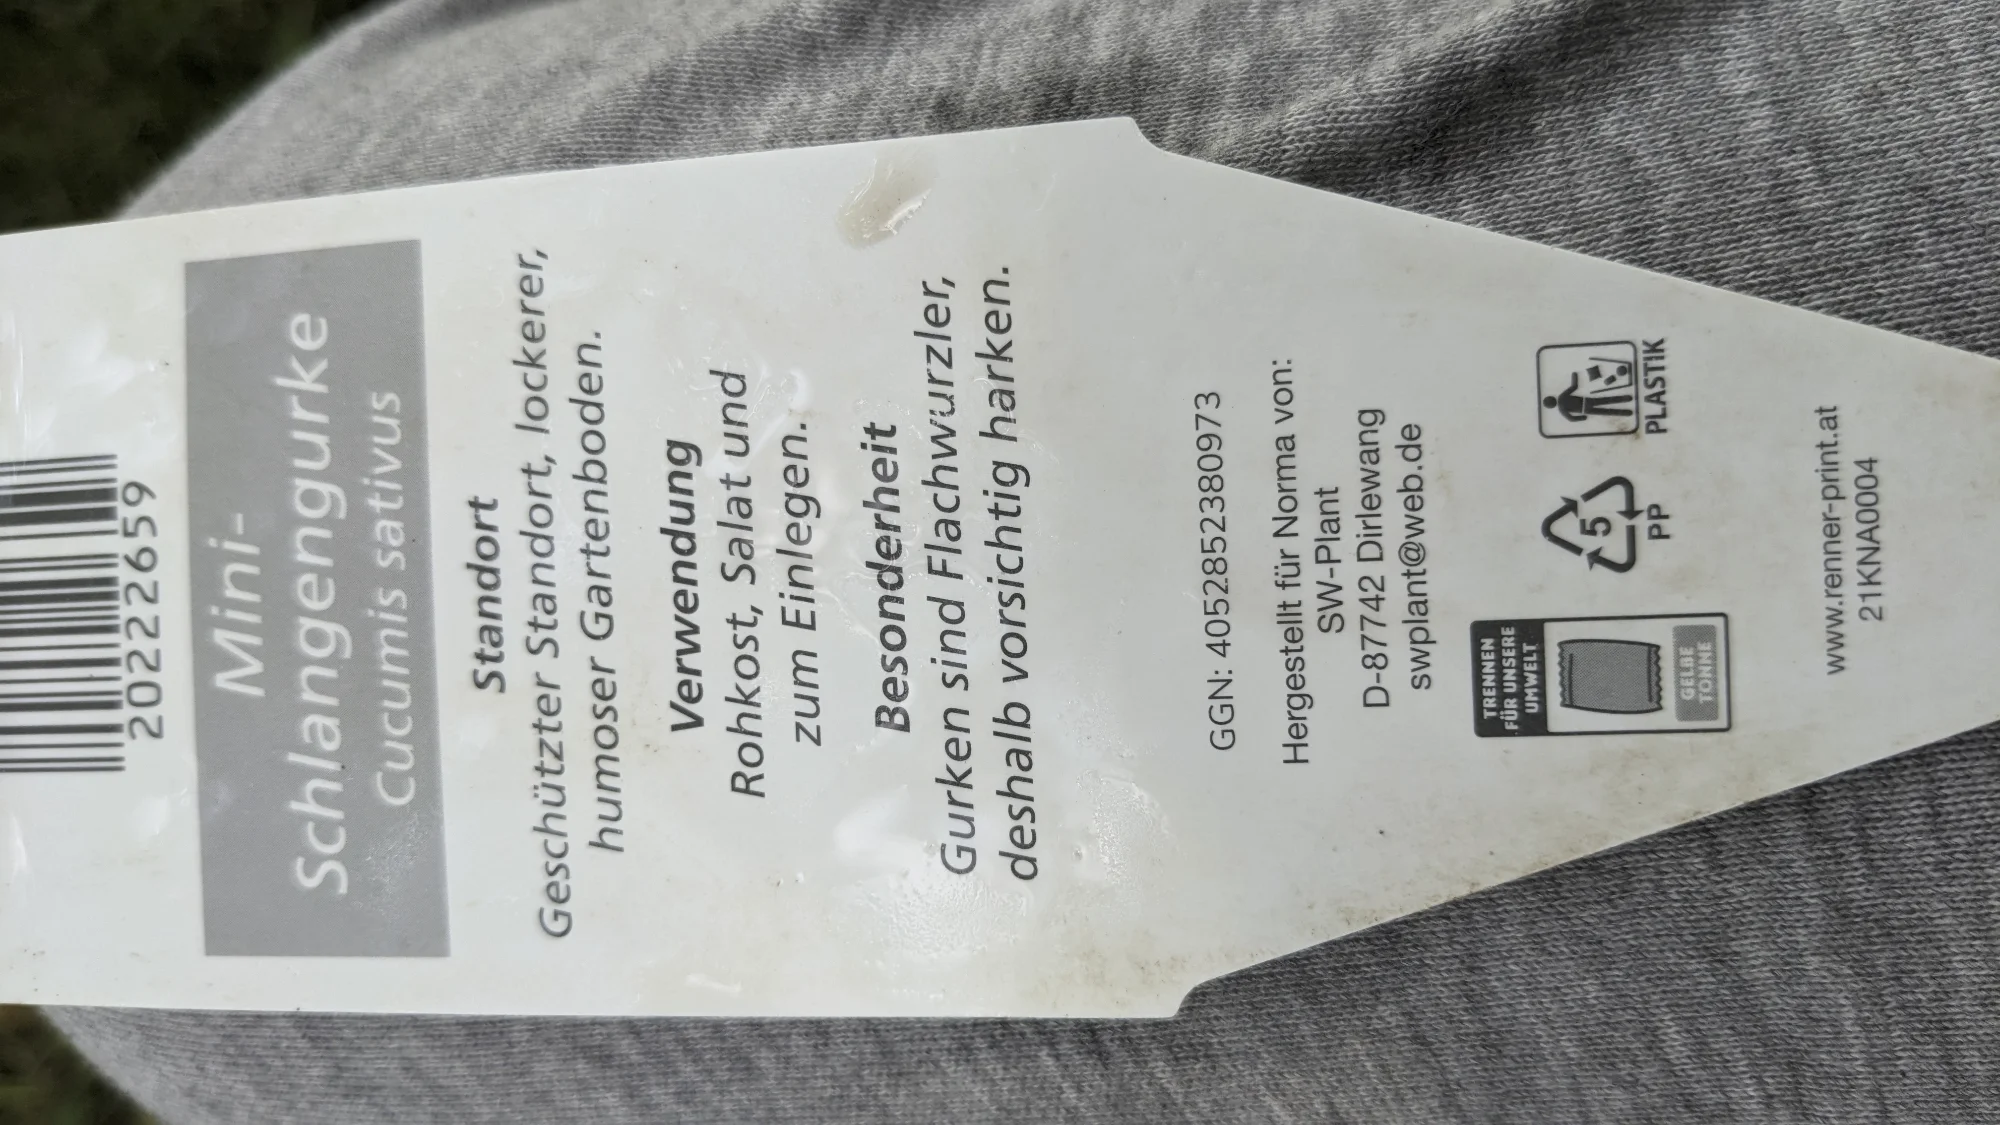 20222659
Mini-
Schlangengurke
Cucumis sativus
Standort
Geschützter Standort, lockerer,
humoser Gartenboden.
Verwendung
Rohkost, Salat und
zum Einlegen.
Besonderheit
Gurken sind Flachwurzler,
deshalb vorsichtig harken.
GGN: 4052852380973
Hergestellt für Norma von:
SW-Plant
D-87742 Dirlewang
swplant@web.de
TRENNEN
FÜR UNSERE
UMWELT
GELBE
TONNE
5
PP
PLASTIK
www.renner-print.at
21KNA0004